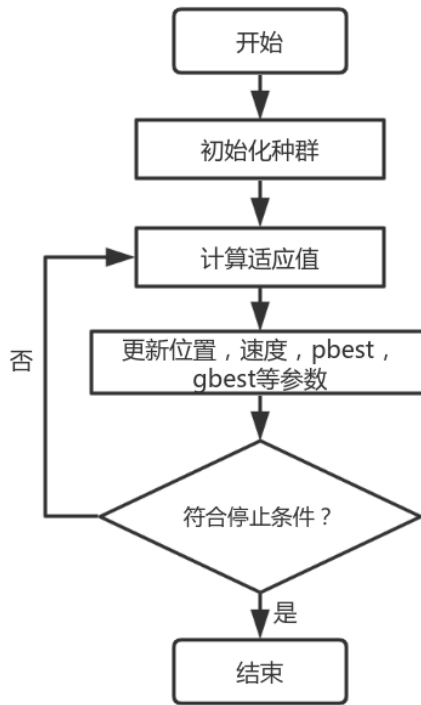 开始
初始化种群
计算适应值
更新位置，速度，pbest，
gbest等参数
否
符合停止条件？
是
结束